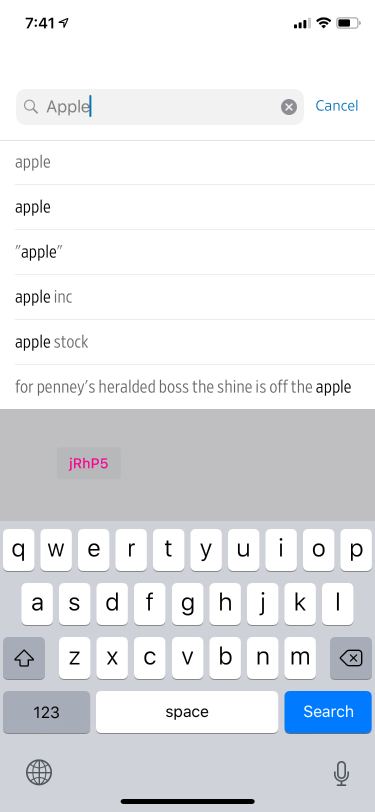 7:41
Apple
Cancel
apple
apple
"apple"
apple inc
apple stock
for penney's heralded boss the shine is off the apple
jRhP5
q w e r t y u i o p
a s d f g h j k l
z x c v b n m
123 space Search